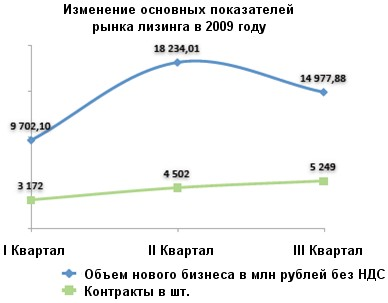 Изменение основных показателей
рынка лизинга в 2009 году
18 234,01
14 977,88
9 702,10
5 249
4 502
3 172
I Квартал II Квартал III Квартал
Объем нового бизнеса в млн рублей без НДС
Контракты в шт.